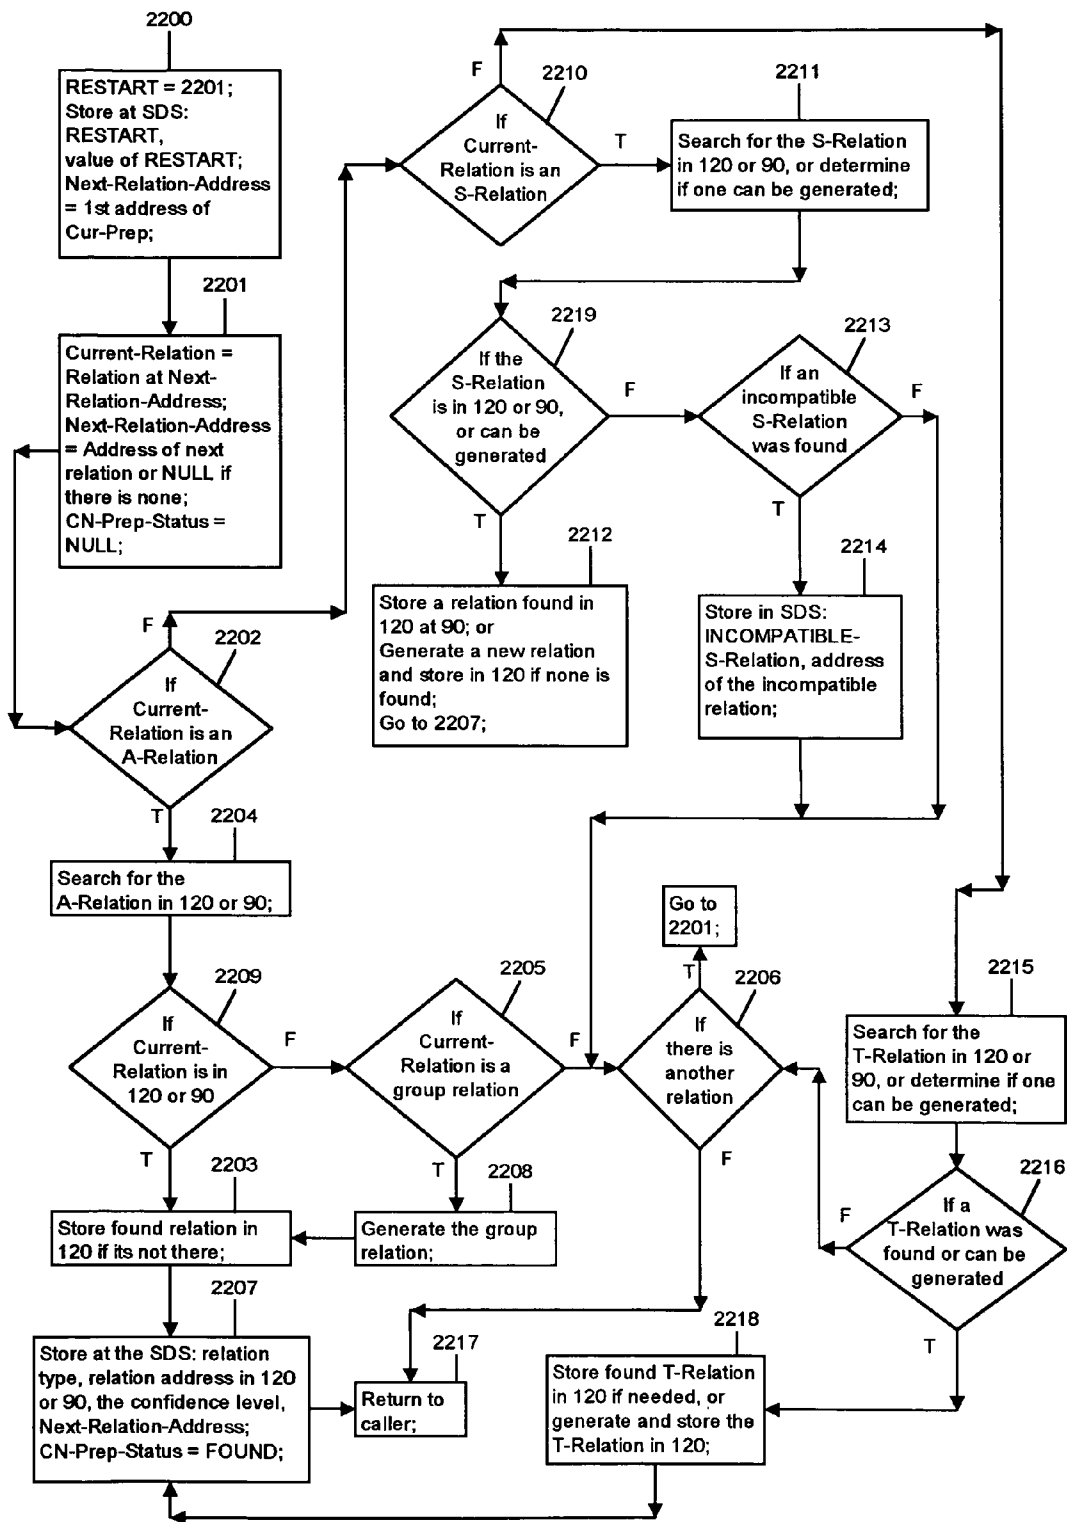 2200
RESTART = 2201;
Store at SDS:
RESTART,
value of RESTART;
Next-Relation-Address
= 1st address of
Cur-Prep;
2201
Current-Relation =
Relation at Next-
Relation-Address;
Next-Relation-Address
= Address of next
relation or NULL if
there is none;
CN-Prep-Status =
NULL;
F
2202
If
Current-
Relation is an
A-Relation
T
2204
Search for the
A-Relation in 120 or 90;
2209
If
Current-
Relation is in
120 or 90
F
T
2203
Store found relation in
120 if its not there;
2207
Store at the SDS: relation
type, relation address in 120
or 90, the confidence level,
Next-Relation-Address;
CN-Prep-Status = FOUND;
F
2210
If
Current-
Relation is an
S-Relation
T
2211
Search for the S-Relation
in 120 or 90, or determine
if one can be generated;
2219
If the
S-Relation
is in 120 or 90,
or can be
generated
F
T
2213
If an
incompatible
S-Relation
was found
F
T
2212
Store a relation found in
120 at 90; or
Generate a new relation
and store in 120 if none is
found;
Go to 2207;
2214
Store in SDS:
INCOMPATIBLE-
S-Relation, address
of the incompatible
relation;
2205
If
Current-
Relation is a
group relation
F
T
2208
Generate the group
relation;
Go to
2201;
T
2206
If
there is
another
relation
F
2215
Search for the
T-Relation in 120 or
90, or determine if one
can be generated;
2216
If a
T-Relation was
found or can be
generated
F
T
2217
Return to
caller;
2218
Store found T-Relation
in 120 if needed, or
generate and store the
T-Relation in 120;